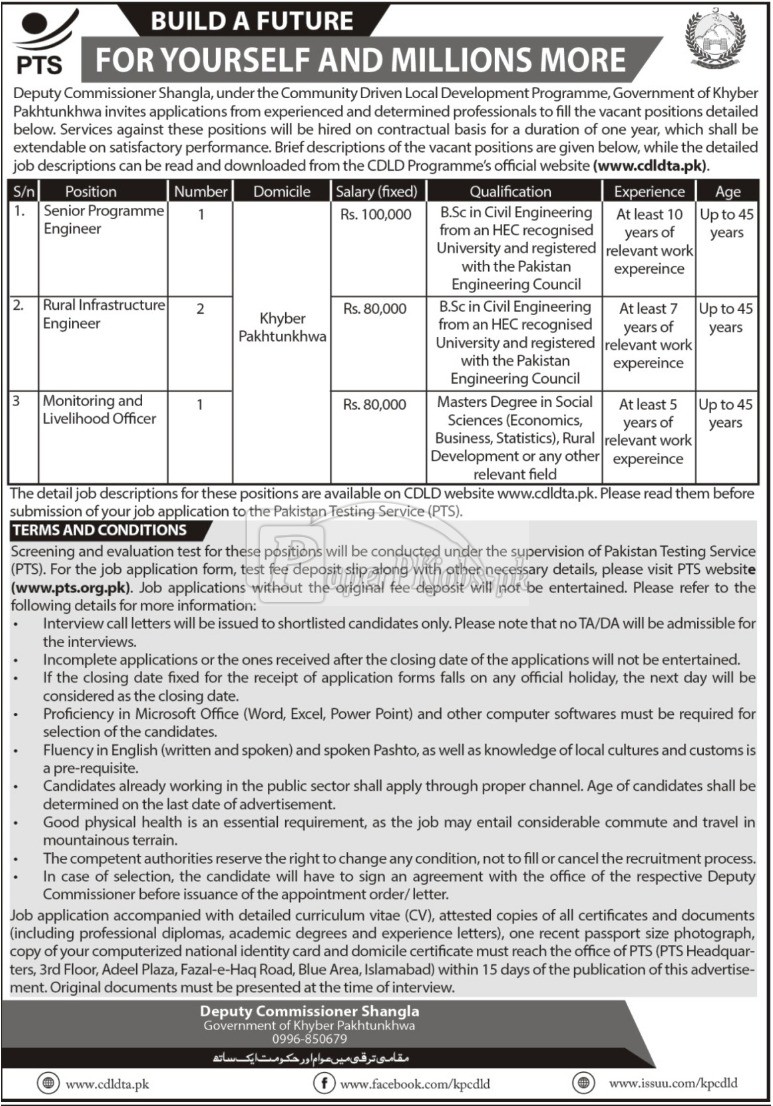 PTS
BUILD A FUTURE
FOR YOURSELF AND MILLIONS MORE
Deputy Commissioner Shangla, under the Community Driven Local Development Programme, Government of Khyber
Pakhtunkhwa invites applications from experienced and determined professionals to fill the vacant positions detailed
below. Services against these positions will be hired on contractual basis for a duration of one year, which shall be
extendable on satisfactory performance. Brief descriptions of the vacant positions are given below, while the detailed
job descriptions can be read and downloaded from the CDLD Programme's official website (www.cdldta.pk).
S/n Position Number Domicile Salary (fixed) Qualification Experience Age
1. Senior Programme Engineer 1 Khyber Pakhtunkhwa Rs. 100,000 B.Sc in Civil Engineering from an HEC recognised University and registered with the Pakistan Engineering Council At least 10 years of relevant work expereince Up to 45 years
2. Rural Infrastructure Engineer 2 Rs. 80,000 B.Sc in Civil Engineering from an HEC recognised University and registered with the Pakistan Engineering Council At least 7 years of relevant work expereince Up to 45 years
3 Monitoring and Livelihood Officer 1 Rs. 80,000 Masters Degree in Social Sciences (Economics, Business, Statistics), Rural Development or any other relevant field At least 5 years of relevant work expereince Up to 45 years
The detail job descriptions for these positions are available on CDLD website www.cdldta.pk. Please read them before
submission of your job application to the Pakistan Testing Service (PTS).
TERMS AND CONDITIONS
Screening and evaluation test for these positions will be conducted under the supervision of Pakistan Testing Service
(PTS). For the job application form, test fee deposit slip along with other necessary details, please visit PTS website
(www.pts.org.pk). Job applications without the original fee deposit will not be entertained. Please refer to the
following details for more information:
• Interview call letters will be issued to shortlisted candidates only. Please note that no TA/DA will be admissible for
the interviews.
• Incomplete applications or the ones received after the closing date of the applications will not be entertained.
• If the closing date fixed for the receipt of application forms falls on any official holiday, the next day will be
considered as the closing date.
• Proficiency in Microsoft Office (Word, Excel, Power Point) and other computer softwares must be required for
selection of the candidates.
• Fluency in English (written and spoken) and spoken Pashto, as well as knowledge of local cultures and customs is
a pre-requisite.
• Candidates already working in the public sector shall apply through proper channel. Age of candidates shall be
determined on the last date of advertisement.
• Good physical health is an essential requirement, as the job may entail considerable commute and travel in
mountainous terrain.
• The competent authorities reserve the right to change any condition, not to fill or cancel the recruitment process.
• In case of selection, the candidate will have to sign an agreement with the office of the respective Deputy
Commissioner before issuance of the appointment order/ letter.
Job application accompanied with detailed curriculum vitae (CV), attested copies of all certificates and documents
(including professional diplomas, academic degrees and experience letters), one recent passport size photograph,
copy of your computerized national identity card and domicile certificate must reach the office of PTS (PTS Headquar-
ters, 3rd Floor, Adeel Plaza, Fazal-e-Haq Road, Blue Area, Islamabad) within 15 days of the publication of this advertise-
ment. Original documents must be presented at the time of interview.
Deputy Commissioner Shangla
Government of Khyber Pakhtunkhwa
0996-850679
مقامی ترقی میں عوام اور حکومت ایک ساتھ
www.cdldta.pk
www.facebook.com/kpcdld
www.issuu.com/kpcdld